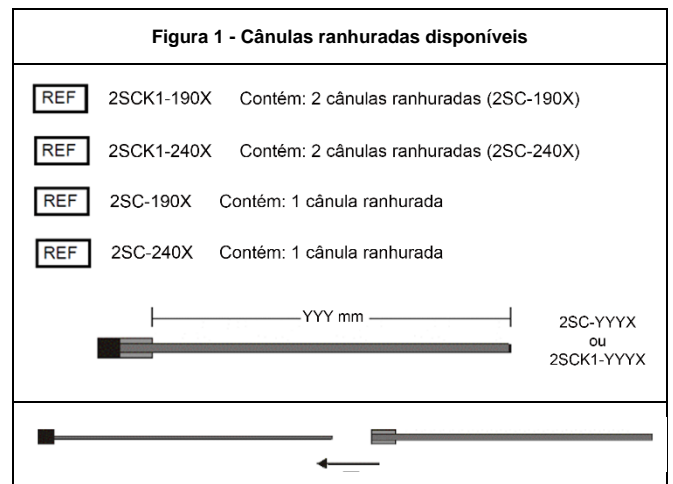 Figura 1 - Cânulas ranhuradas disponíveis
REF 2SCK1-190X Contém: 2 cânulas ranhuradas (2SC-190X)
REF 2SCK1-240X Contém: 2 cânulas ranhuradas (2SC-240X)
REF 2SC-190X Contém: 1 cânula ranhurada
REF 2SC-240X Contém: 1 cânula ranhurada
YYY mm
2SC-YYYX
ou
2SCK1-YYYX